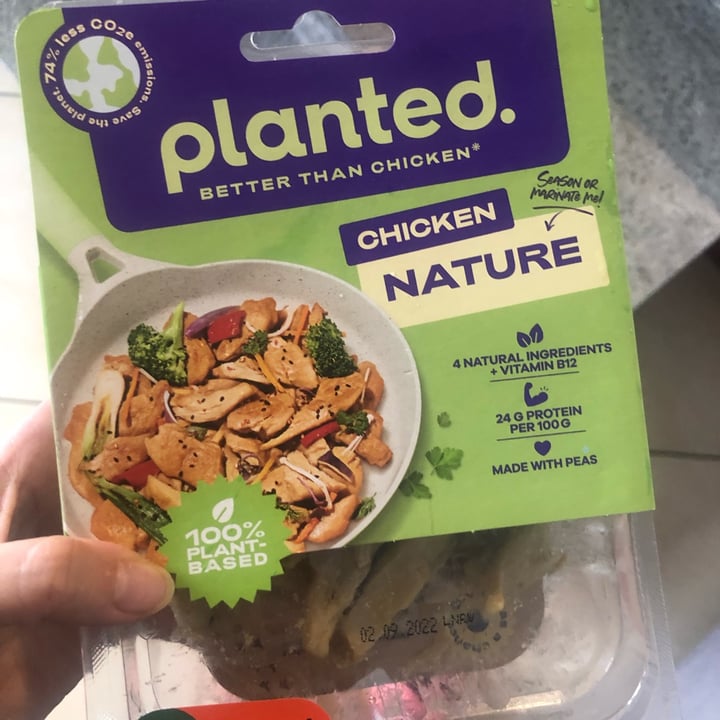 74% less CO2e emissions. Save the planet.
planted.
BETTER THAN CHICKEN*
SEASON OR
MARINATE ME!
CHICKEN
NATURE
4 NATURAL INGREDIENTS
+ VITAMIN B12
24 G PROTEIN
PER 100 G
MADE WITH PEAS
100%
PLANT-
BASED
02.09.2022